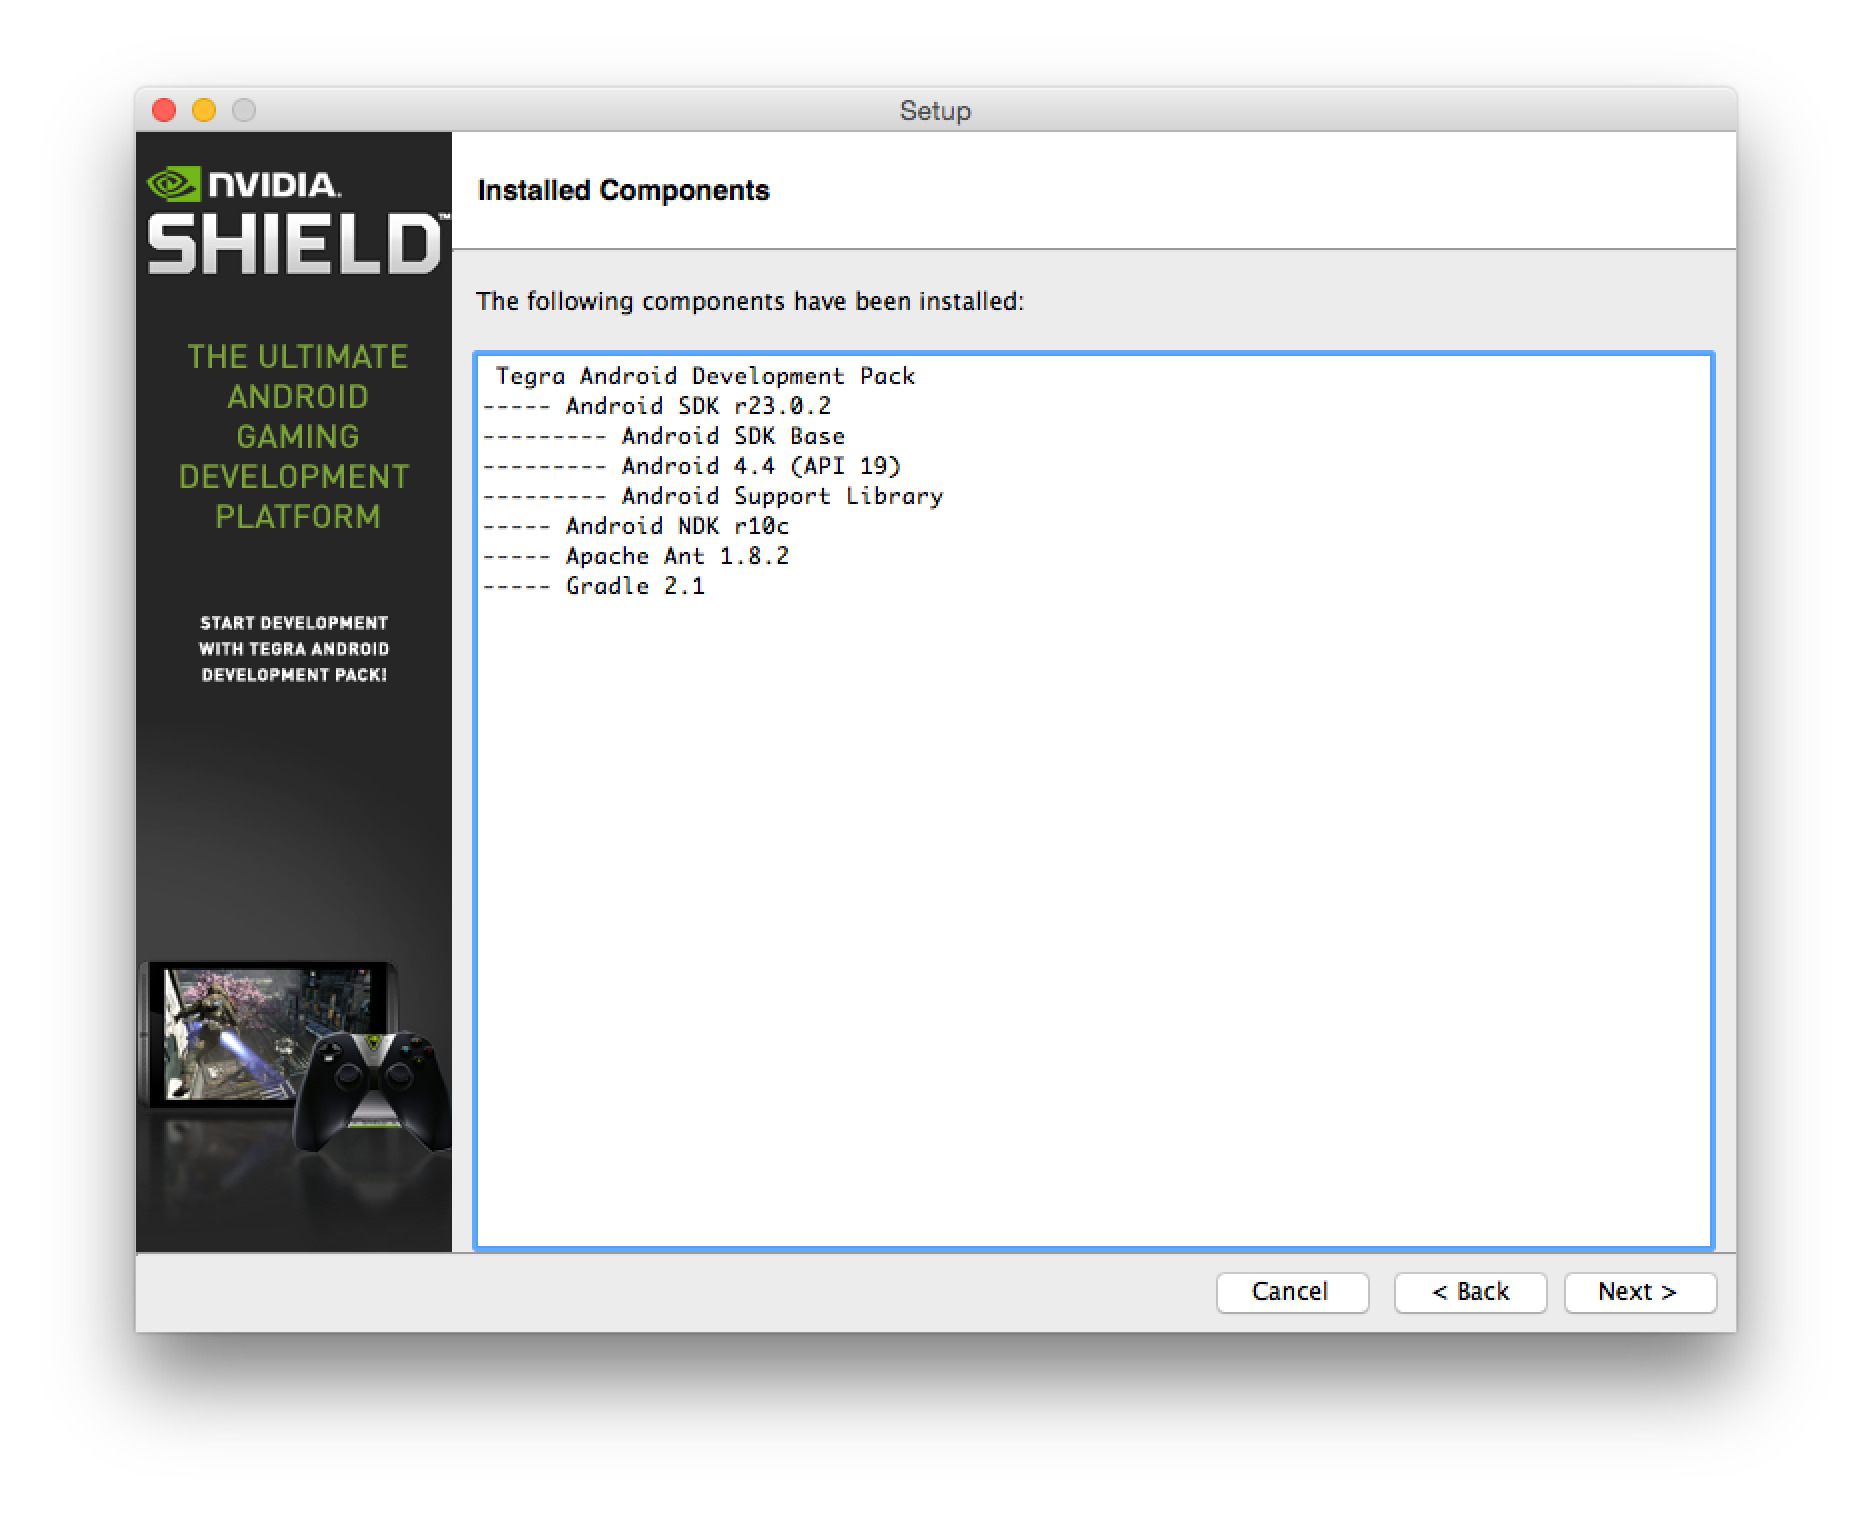 Setup
NVIDIA.
SHIELD™
THE ULTIMATE
ANDROID
GAMING
DEVELOPMENT
PLATFORM
START DEVELOPMENT
WITH TEGRA ANDROID
DEVELOPMENT PACK!
Installed Components
The following components have been installed:
Tegra Android Development Pack
----- Android SDK r23.0.2
--------- Android SDK Base
--------- Android 4.4 (API 19)
--------- Android Support Library
----- Android NDK r10c
----- Apache Ant 1.8.2
----- Gradle 2.1
Cancel
< Back
Next >